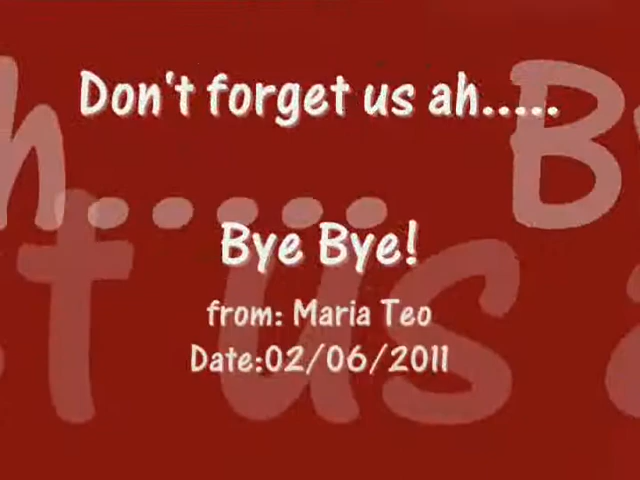 Don't forget us ah.....
Bye Bye!
from: Maria Teo
Date:02/06/2011